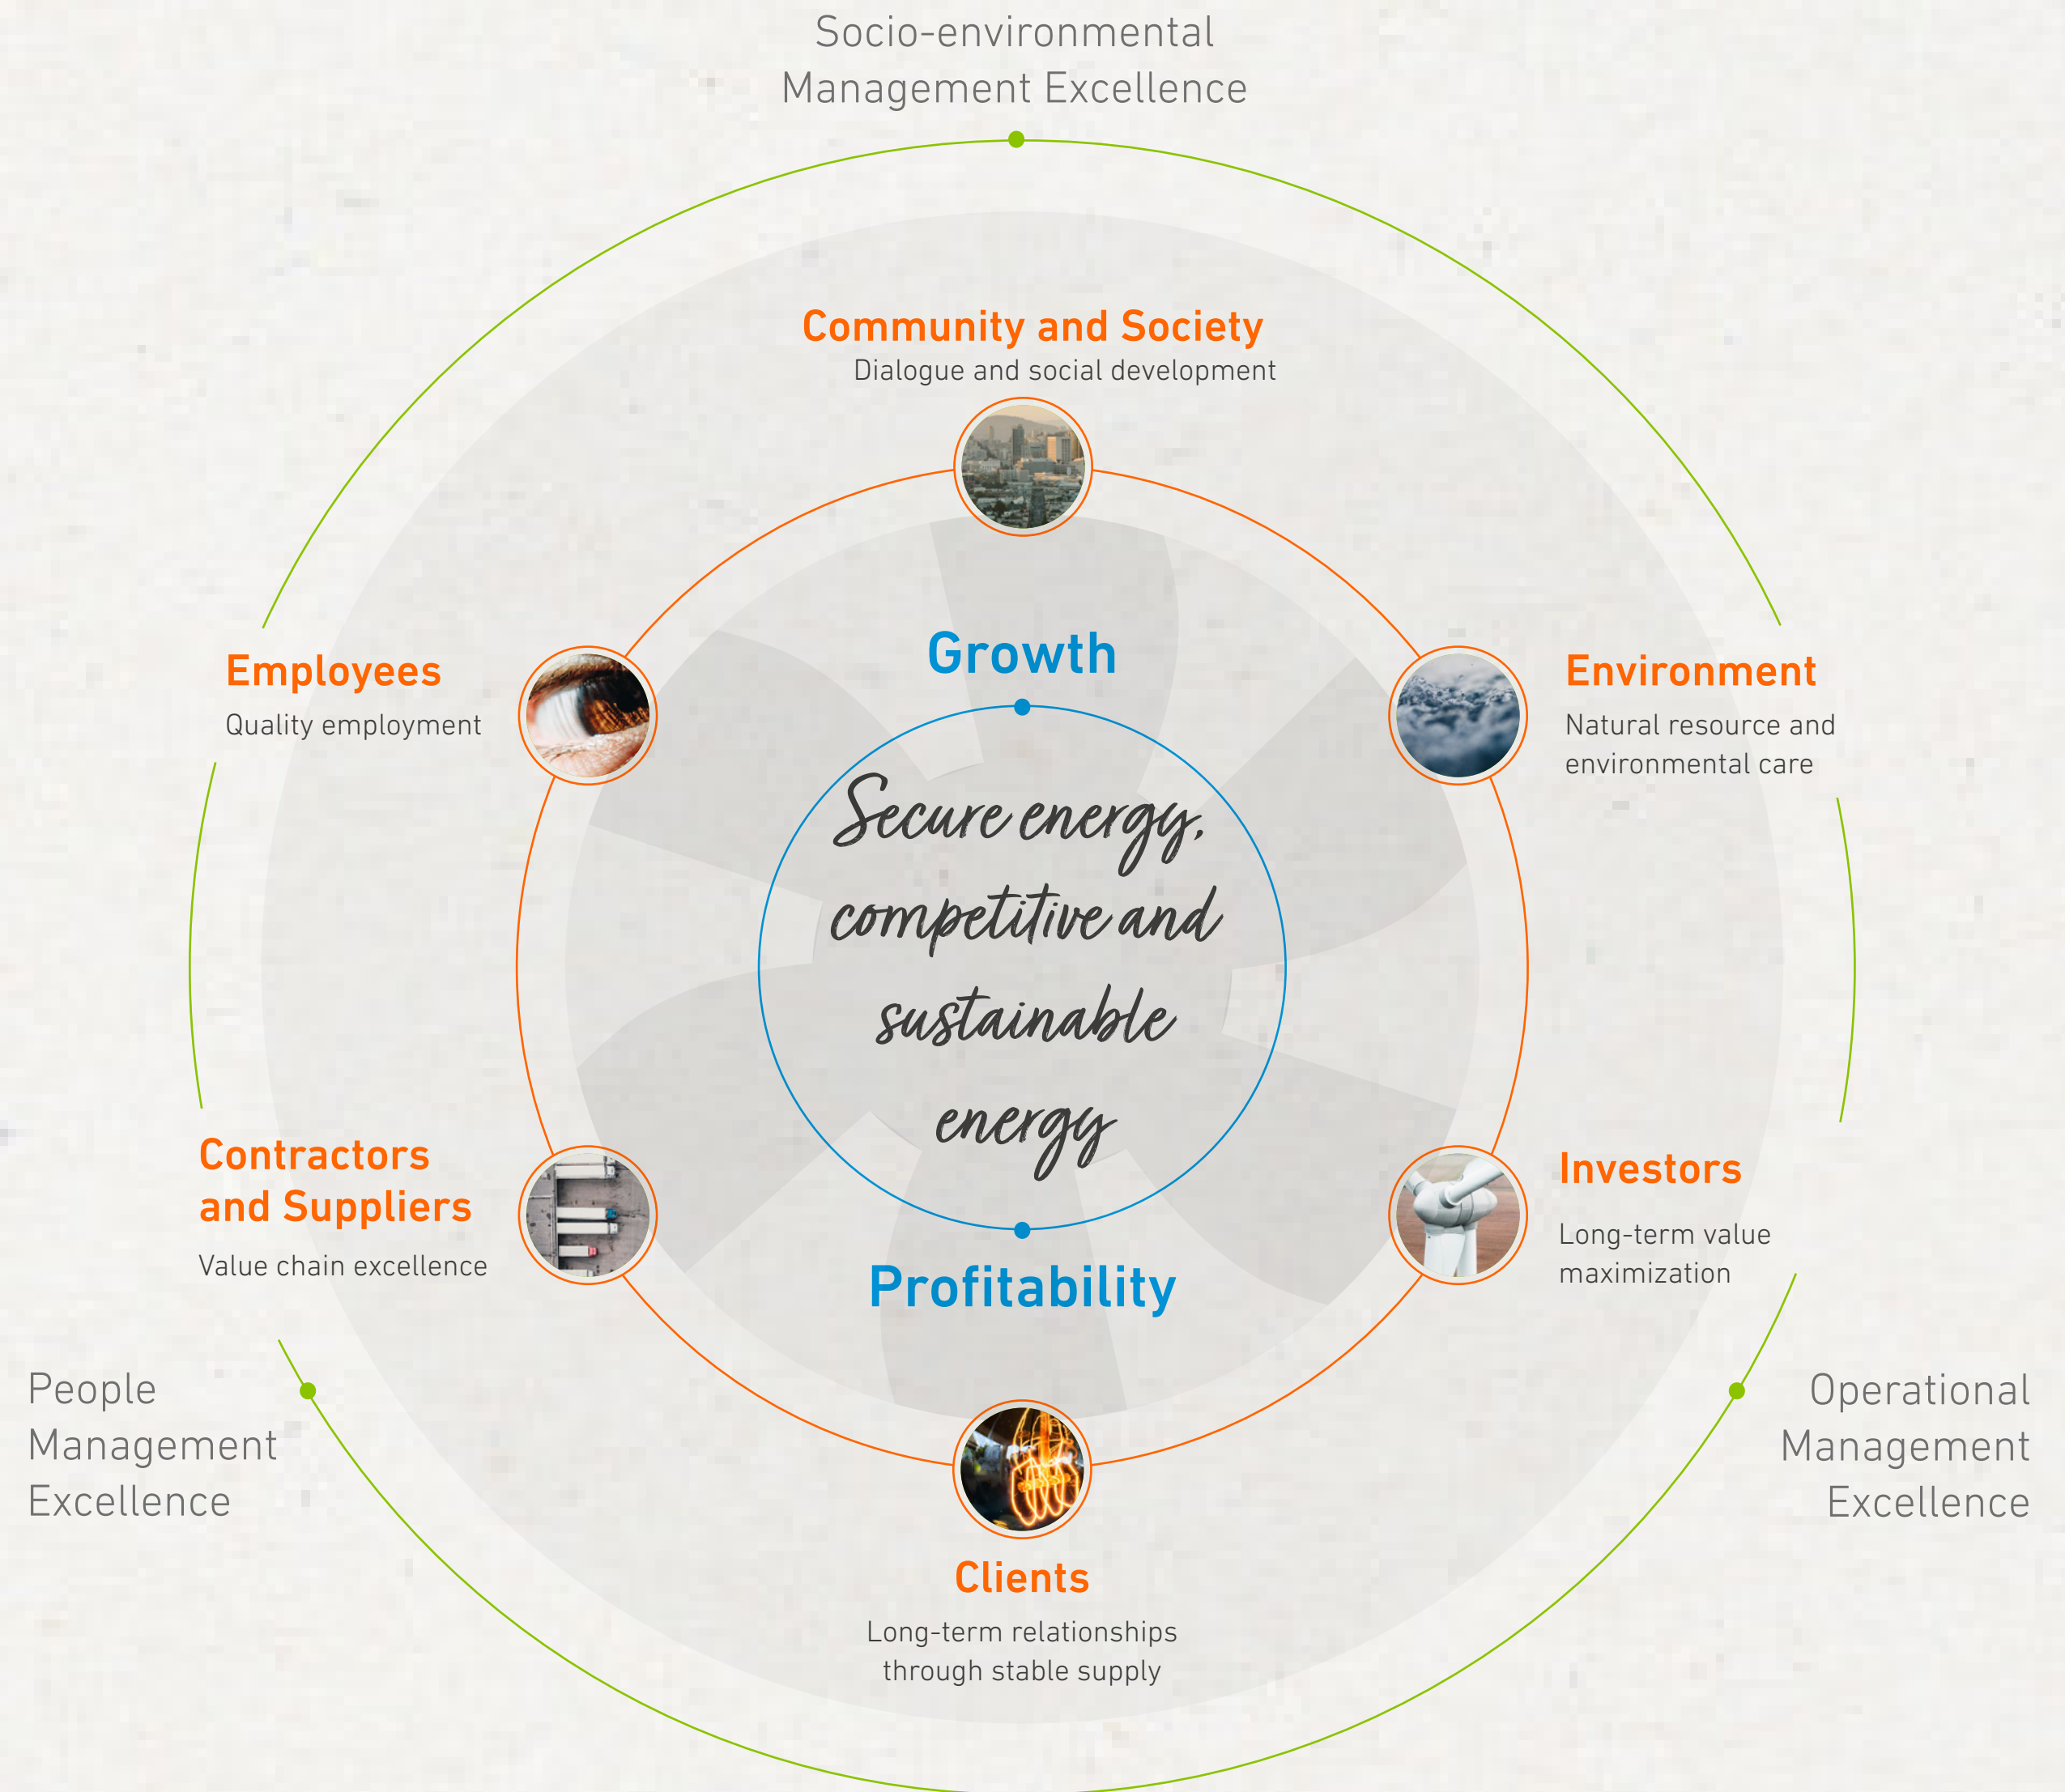 Socio-environmental
Management Excellence
Community and Society
Dialogue and social development
Employees
Quality employment
Environment
Natural resource and
environmental care
Growth
Secure energy,
competitive and
sustainable
energy
Profitability
Contractors
and Suppliers
Value chain excellence
Investors
Long-term value
maximization
People
Management
Excellence
Operational
Management
Excellence
Clients
Long-term relationships
through stable supply